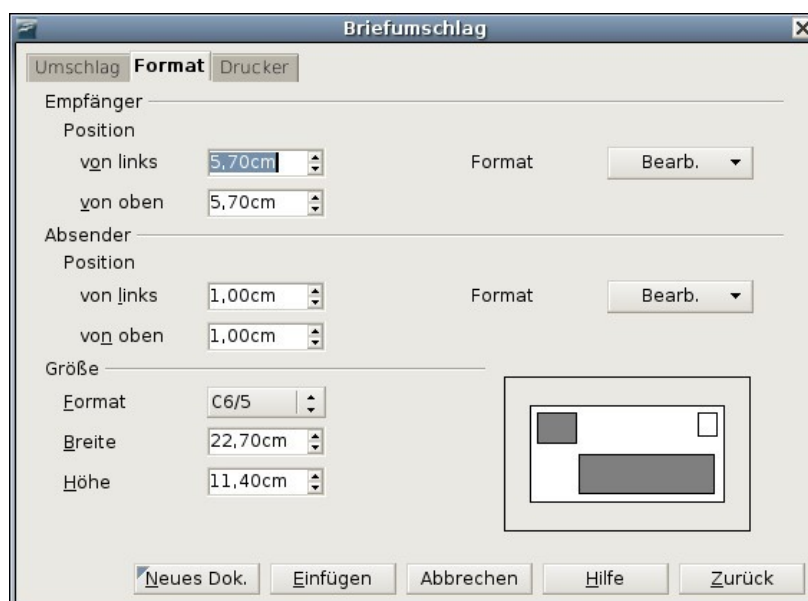 Briefumschlag
Umschlag Format Drucker
Empfänger
Position
von links 5,70cm Format Bearb.
von oben 5,70cm
Absender
Position
von links 1,00cm Format Bearb.
von oben 1,00cm
Größe
Format C6/5
Breite 22,70cm
Höhe 11,40cm
Neues Dok. Einfügen Abbrechen Hilfe Zurück